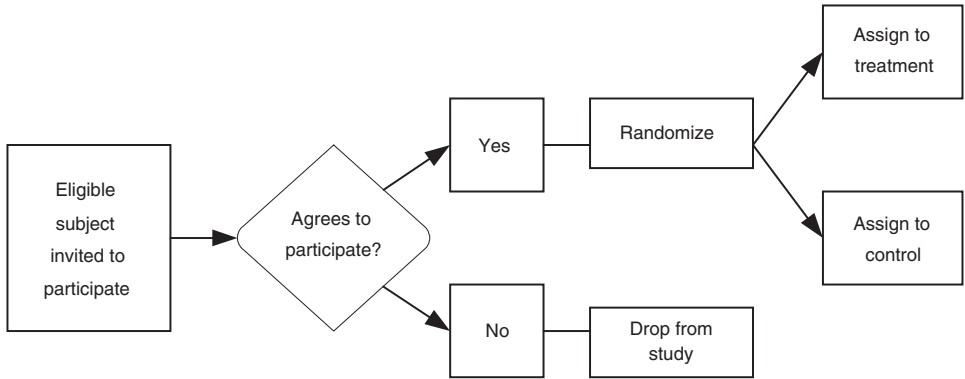 Eligible
subject
invited to
participate
Agrees to
participate?
Yes
Randomize
Assign to
treatment
Assign to
control
No
Drop from
study